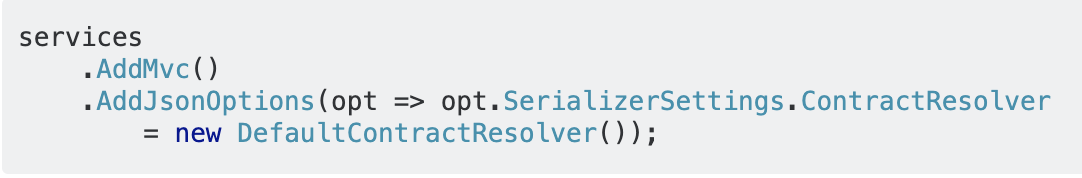 services
    .AddMvc()
    .AddJsonOptions(opt => opt.SerializerSettings.ContractResolver
        = new DefaultContractResolver());